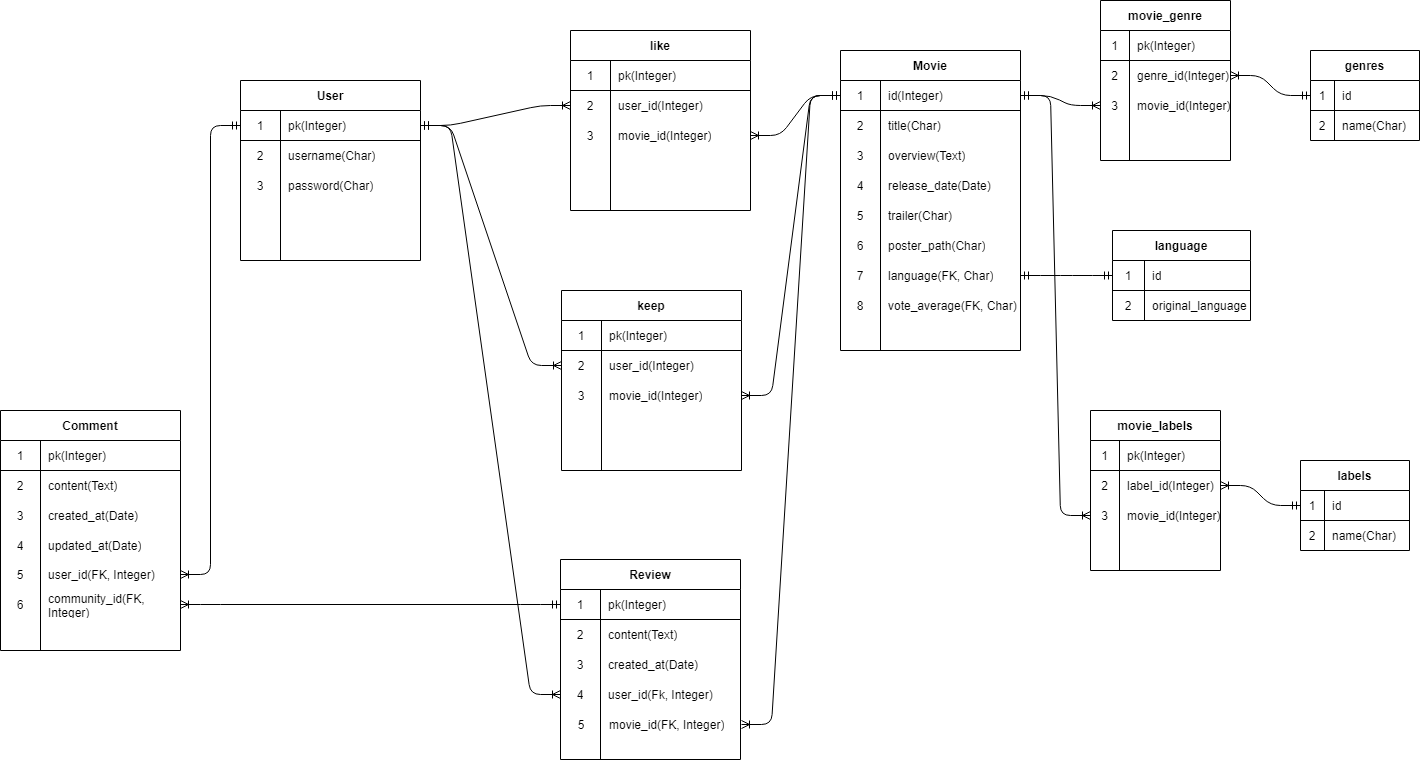 User
1 pk(Integer)
2 username(Char)
3 password(Char)
like
1 pk(Integer)
2 user_id(Integer)
3 movie_id(Integer)
Movie
1 id(Integer)
2 title(Char)
3 overview(Text)
4 release_date(Date)
5 trailer(Char)
6 poster_path(Char)
7 language(FK, Char)
8 vote_average(FK, Char)
movie_genre
1 pk(Integer)
2 genre_id(Integer)
3 movie_id(Integer)
genres
1 id
2 name(Char)
language
1 id
2 original_language
keep
1 pk(Integer)
2 user_id(Integer)
3 movie_id(Integer)
Comment
1 pk(Integer)
2 content(Text)
3 created_at(Date)
4 updated_at(Date)
5 user_id(FK, Integer)
6 community_id(FK,
Integer)
Review
1 pk(Integer)
2 content(Text)
3 created_at(Date)
4 user_id(Fk, Integer)
5 movie_id(FK, Integer)
movie_labels
1 pk(Integer)
2 label_id(Integer)
3 movie_id(Integer)
labels
1 id
2 name(Char)